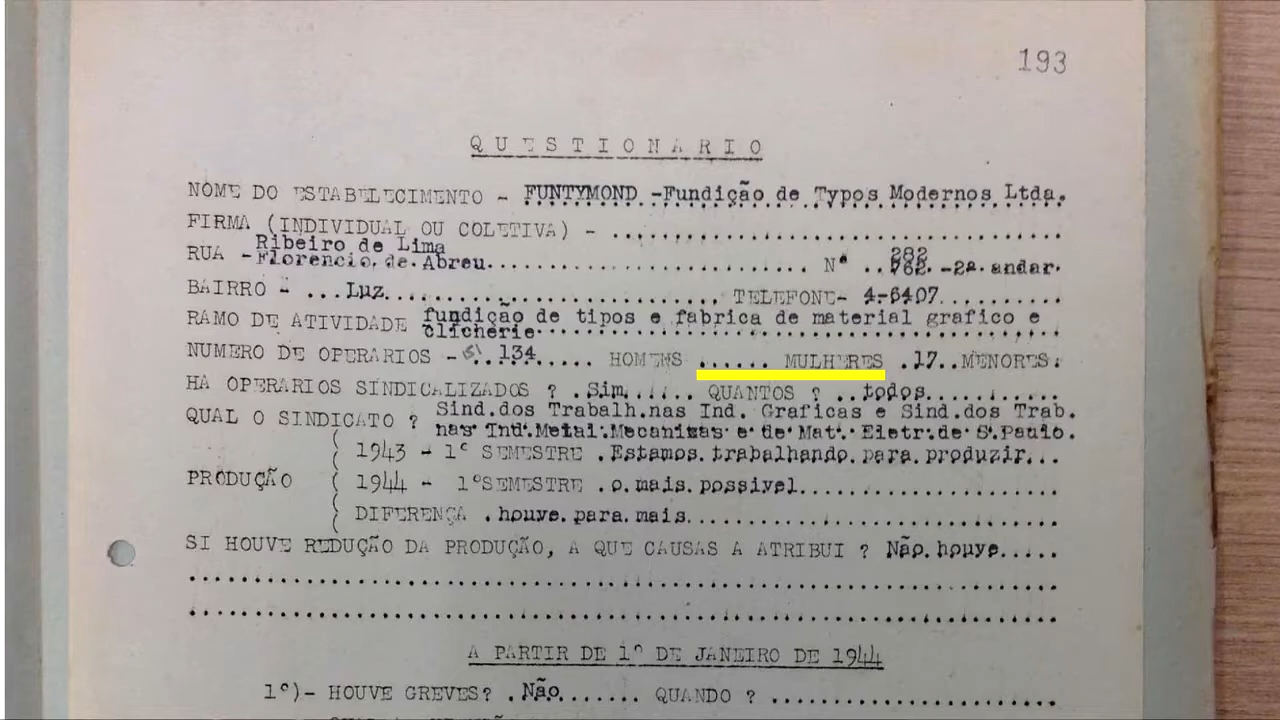 193
QUESTIONARIO
NOME DO ESTABELECIMENTO - FUNTYMOND -Fundição de Typos Modernos Ltda.
FIRMA (INDIVIDUAL OU COLETIVA) - ........................................
Ribeiro de Lima 282
RUA -Florencio.de.Abreu............................ Nº ..762.-2º.andar.
BAIRRO - ...Luz............................. TELEFONE- 4-6407..........
RAMO DE ATIVIDADE fundição de tipos e fabrica de material grafico e
clicherie
NUMERO DE OPERARIOS - ..134..... HOMENS ...... MULHERES .17..MENORES.
HA OPERARIOS SINDICALIZADOS ? .Sim...... QUANTOS ? ..todos............
QUAL O SINDICATO ? Sind.dos Trabalh.nas Ind. Graficas e Sind.dos Trab.
nas Ind.Metal.Mecanicas e de Mat. Eletr.de S.Paulo.
1943 - 1º SEMESTRE .Estamos.trabalhando.para.produzir...
PRODUÇÃO 1944 - 1ºSEMESTRE .o.mais.possivel.......................
DIFERENÇA .houve.para.mais................................
SI HOUVE REDUÇÃO DA PRODUÇÃO, A QUE CAUSAS A ATRIBUI ? Não.houve.....
......................................................................
......................................................................
A PARTIR DE 1º DE JANEIRO DE 1944
1º)- HOUVE GREVES? .Não....... QUANDO ? .........................